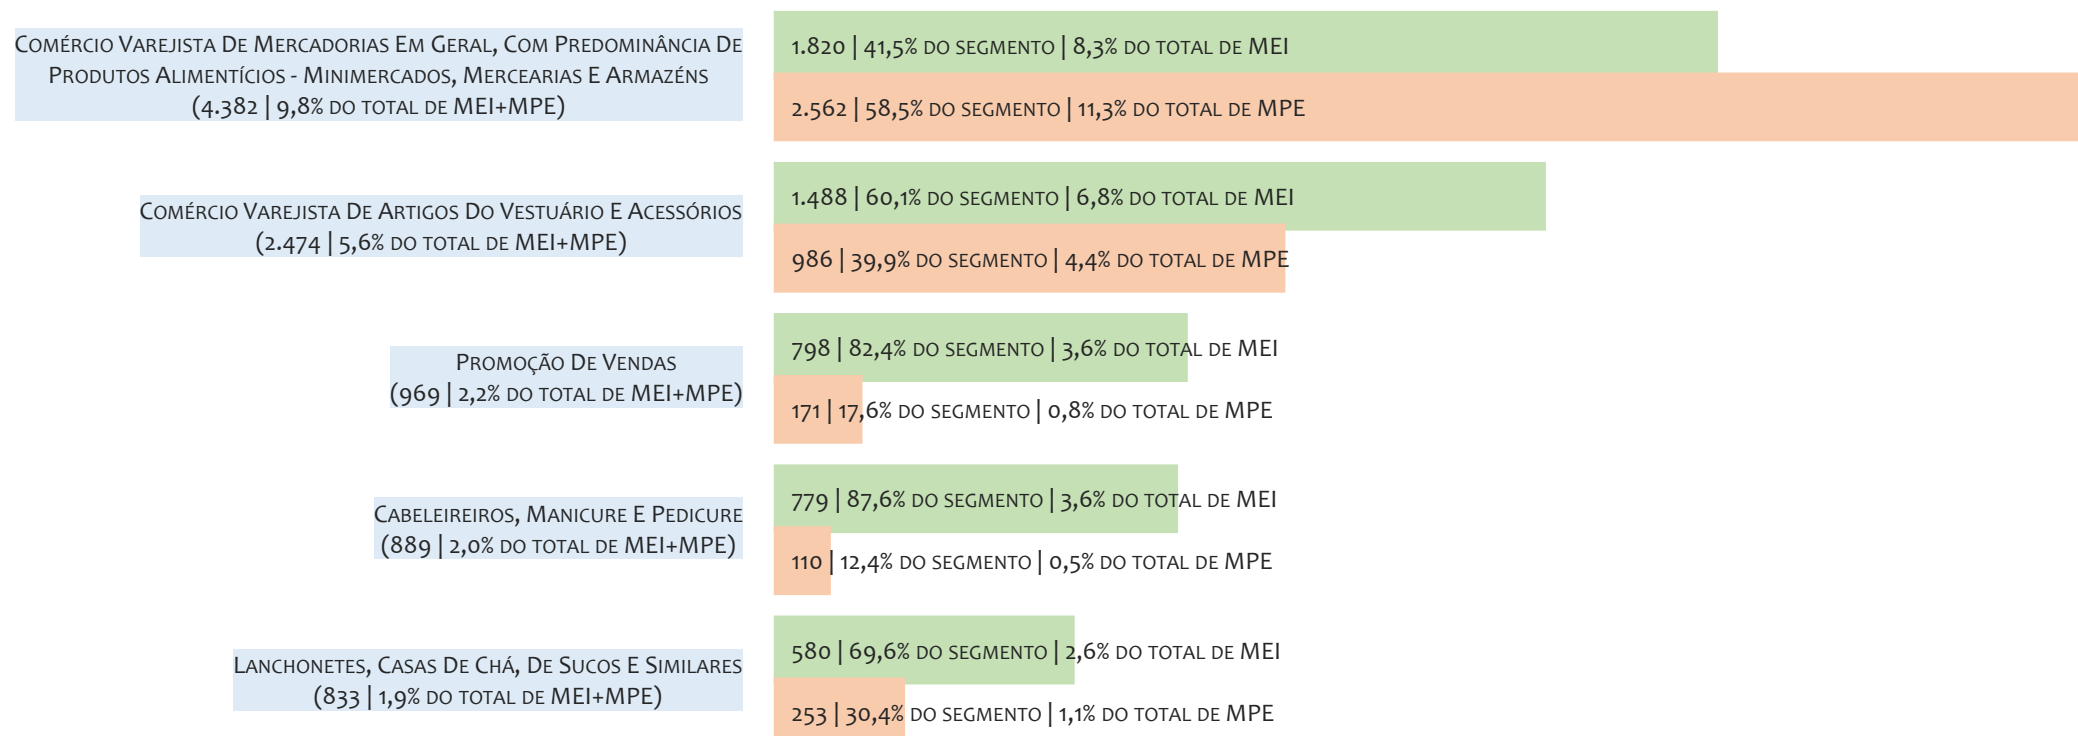 Comércio Varejista De Mercadorias Em Geral, Com Predominância De
Produtos Alimentícios - Minimercados, Mercearias E Armazéns
(4.382 | 9,8% do total de MEI+MPE)
1.820 | 41,5% do segmento | 8,3% do total de MEI
2.562 | 58,5% do segmento | 11,3% do total de MPE
Comércio Varejista De Artigos Do Vestuário E Acessórios
(2.474 | 5,6% do total de MEI+MPE)
1.488 | 60,1% do segmento | 6,8% do total de MEI
986 | 39,9% do segmento | 4,4% do total de MPE
Promoção De Vendas
(969 | 2,2% do total de MEI+MPE)
798 | 82,4% do segmento | 3,6% do total de MEI
171 | 17,6% do segmento | 0,8% do total de MPE
Cabeleireiros, Manicure E Pedicure
(889 | 2,0% do total de MEI+MPE)
779 | 87,6% do segmento | 3,6% do total de MEI
110 | 12,4% do segmento | 0,5% do total de MPE
Lanchonetes, Casas De Chá, De Sucos E Similares
(833 | 1,9% do total de MEI+MPE)
580 | 69,6% do segmento | 2,6% do total de MEI
253 | 30,4% do segmento | 1,1% do total de MPE